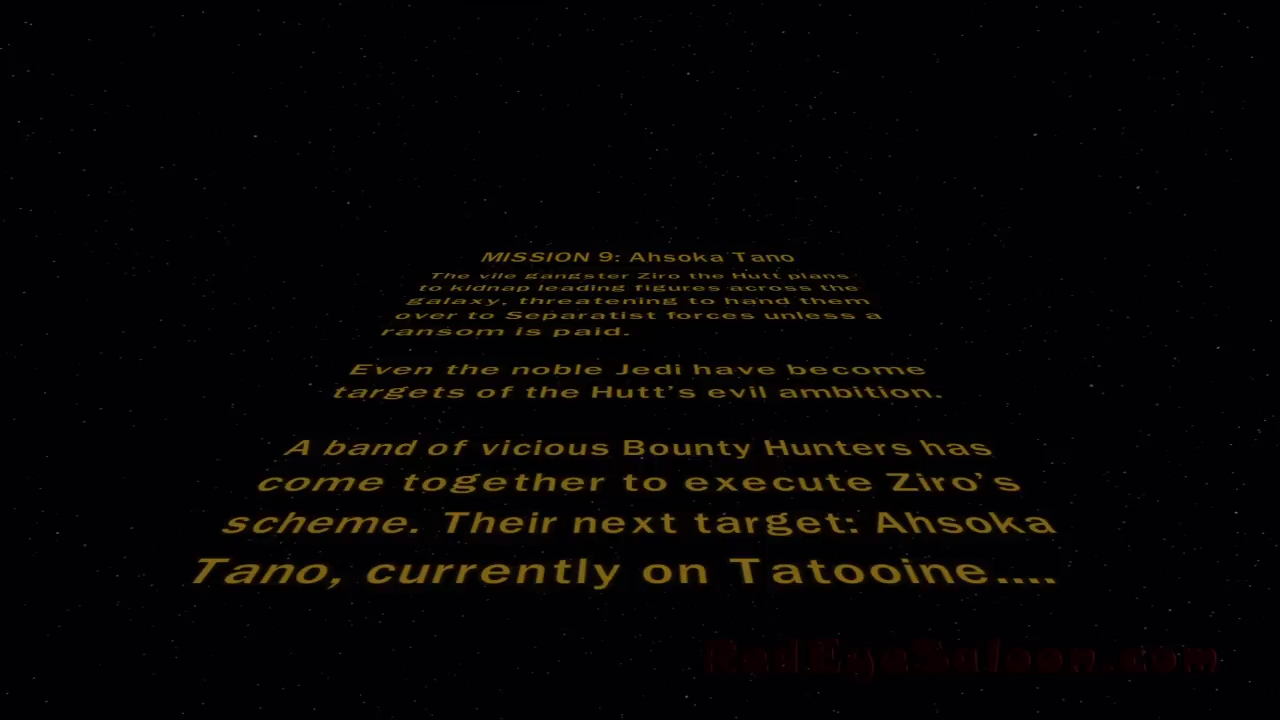 MISSION 9: Ahsoka Tano
The vile gangster Ziro the Hutt plans
to kidnap leading figures across the
galaxy, threatening to hand them
over to Separatist forces unless a
ransom is paid.
Even the noble Jedi have become
targets of the Hutt's evil ambition.
A band of vicious Bounty Hunters has
come together to execute Ziro's
scheme. Their next target: Ahsoka
Tano, currently on Tatooine....
RedEyeSaloon.com